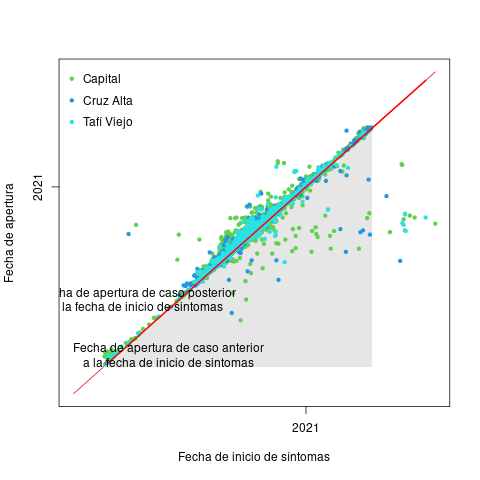 Capital
Cruz Alta
Tafí Viejo
2021
Fecha de apertura
ha de apertura de caso posterior
la fecha de inicio de síntomas
Fecha de apertura de caso anterior
a la fecha de inicio de síntomas
2021
Fecha de inicio de síntomas